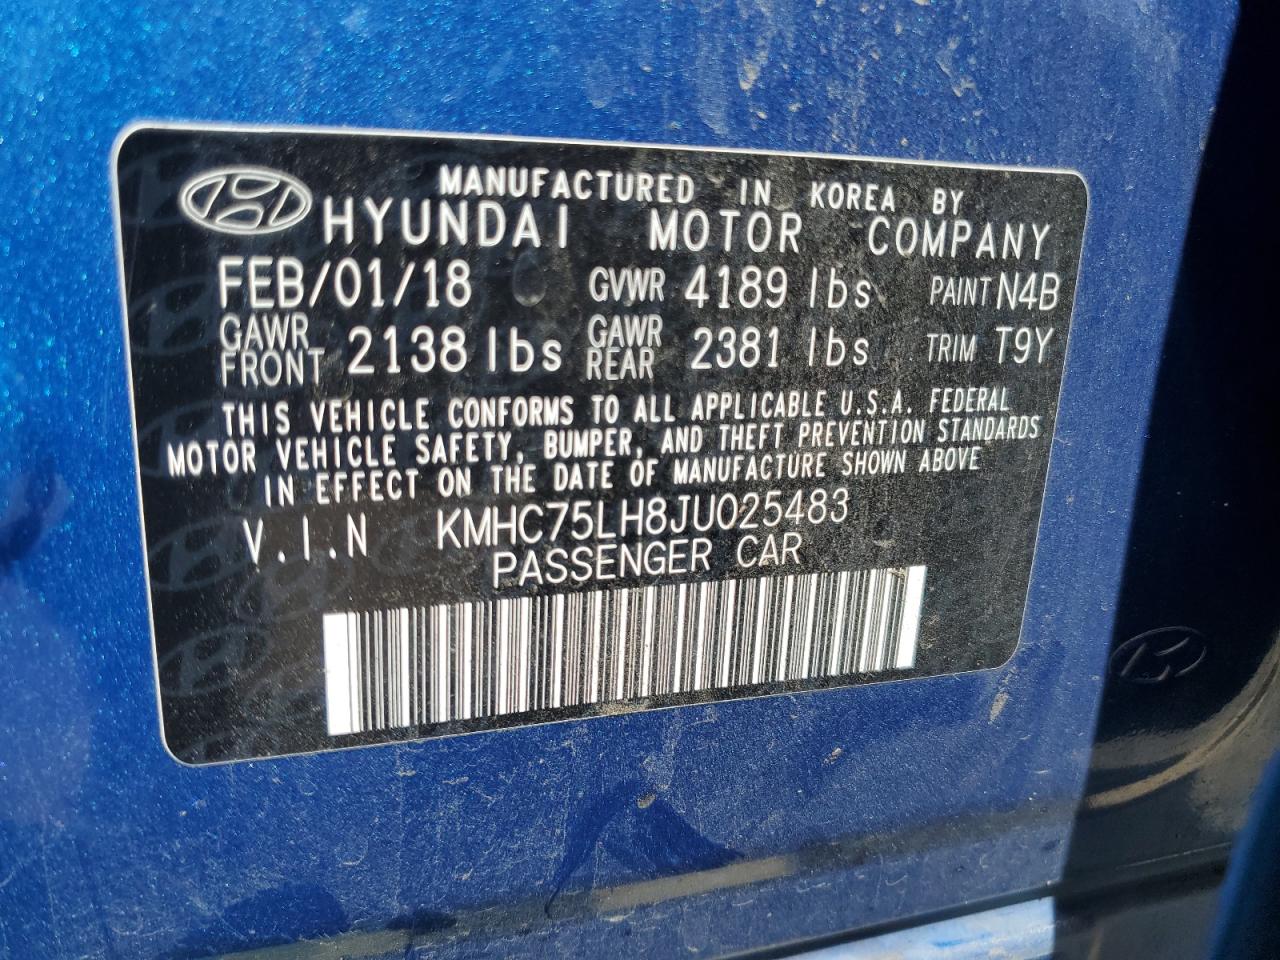 MANUFACTURED IN KOREA BY
HYUNDAI MOTOR COMPANY
FEB/01/18 GVWR 4189 lbs PAINT N4B
GAWR FRONT 2138 lbs GAWR REAR 2381 lbs TRIM T9Y
THIS VEHICLE CONFORMS TO ALL APPLICABLE U.S.A. FEDERAL
MOTOR VEHICLE SAFETY, BUMPER, AND THEFT PREVENTION STANDARDS
IN EFFECT ON THE DATE OF MANUFACTURE SHOWN ABOVE
V.I.N KMHC75LH8JU025483
PASSENGER CAR